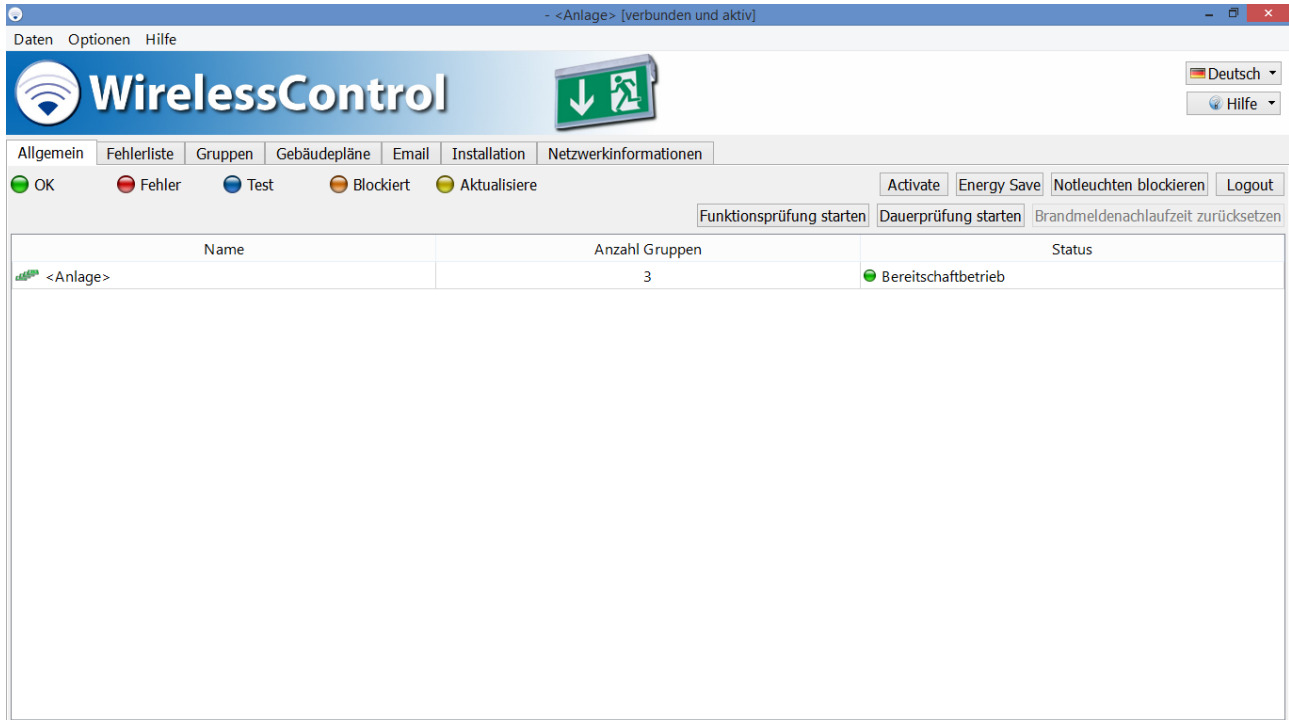 - <Anlage> [verbunden und aktiv]
Daten Optionen Hilfe
WirelessControl
Deutsch
Hilfe
Allgemein Fehlerliste Gruppen Gebäudepläne Email Installation Netzwerkinformationen
OK Fehler Test Blockiert Aktualisiere Activate Energy Save Notleuchten blockieren Logout
Funktionsprüfung starten Dauerprüfung starten Brandmeldenachlaufzeit zurücksetzen
Name Anzahl Gruppen Status
<Anlage> 3 Bereitschaftbetrieb